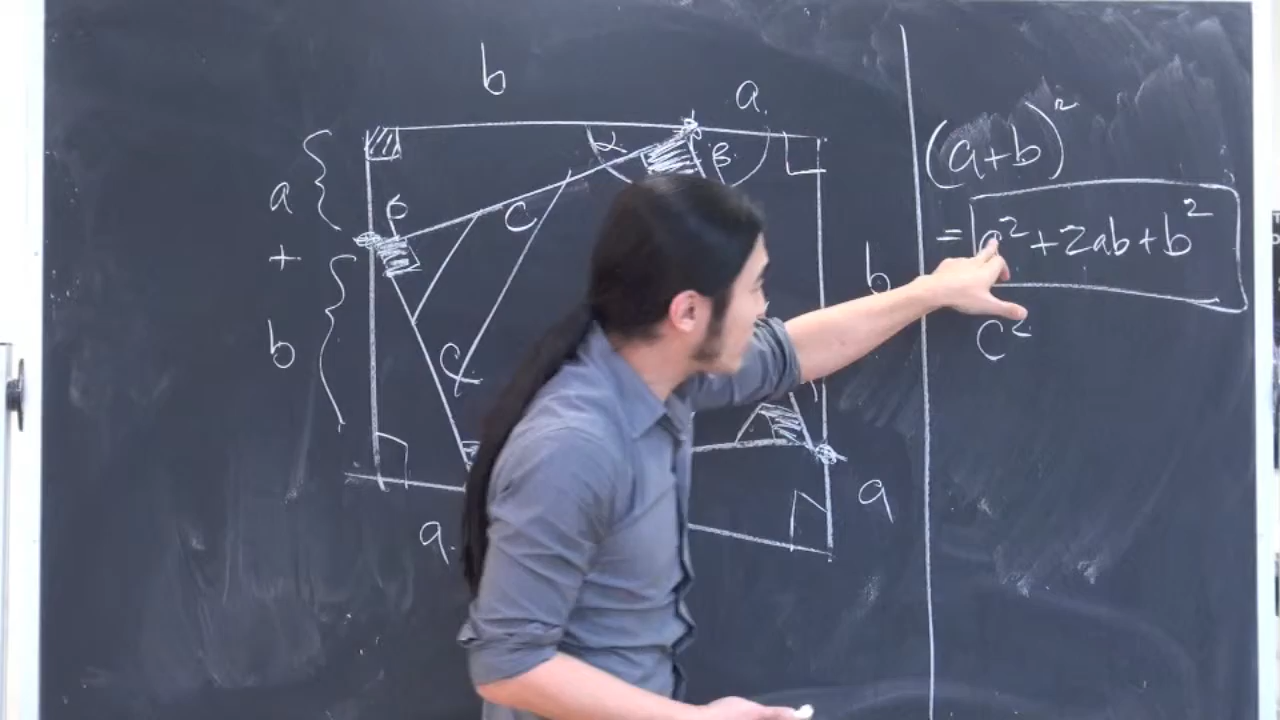 b
a
a
+
b
α
β
C
C
b
a
a
(a+b)²
= a²+2ab+b²
c²